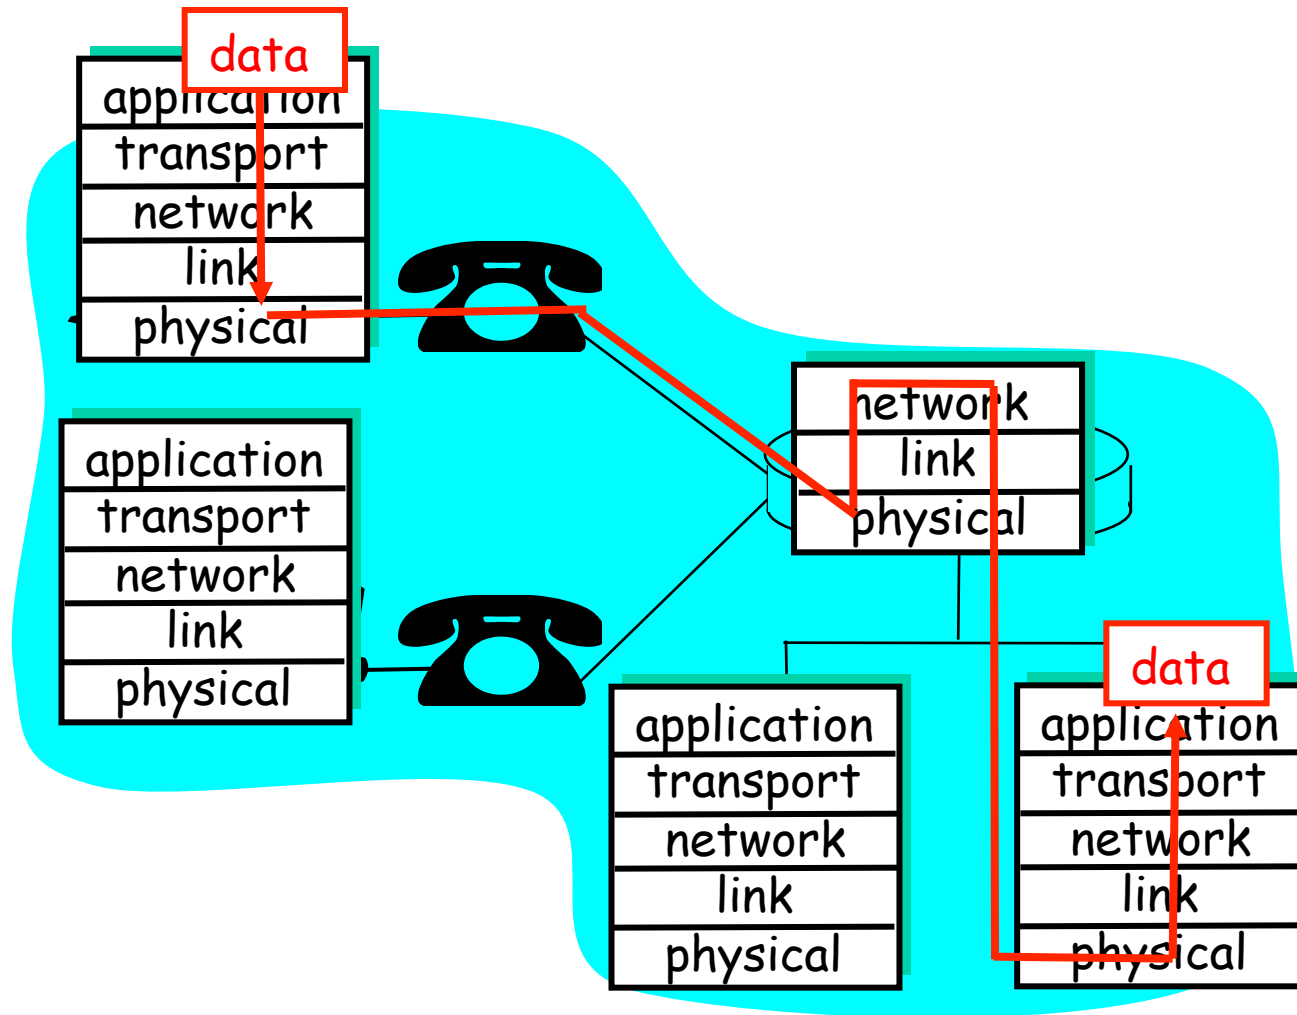 data
application
transport
network
link
physical
application
transport
network
link
physical
network
link
physical
application
transport
network
link
physical
data
application
transport
network
link
physical